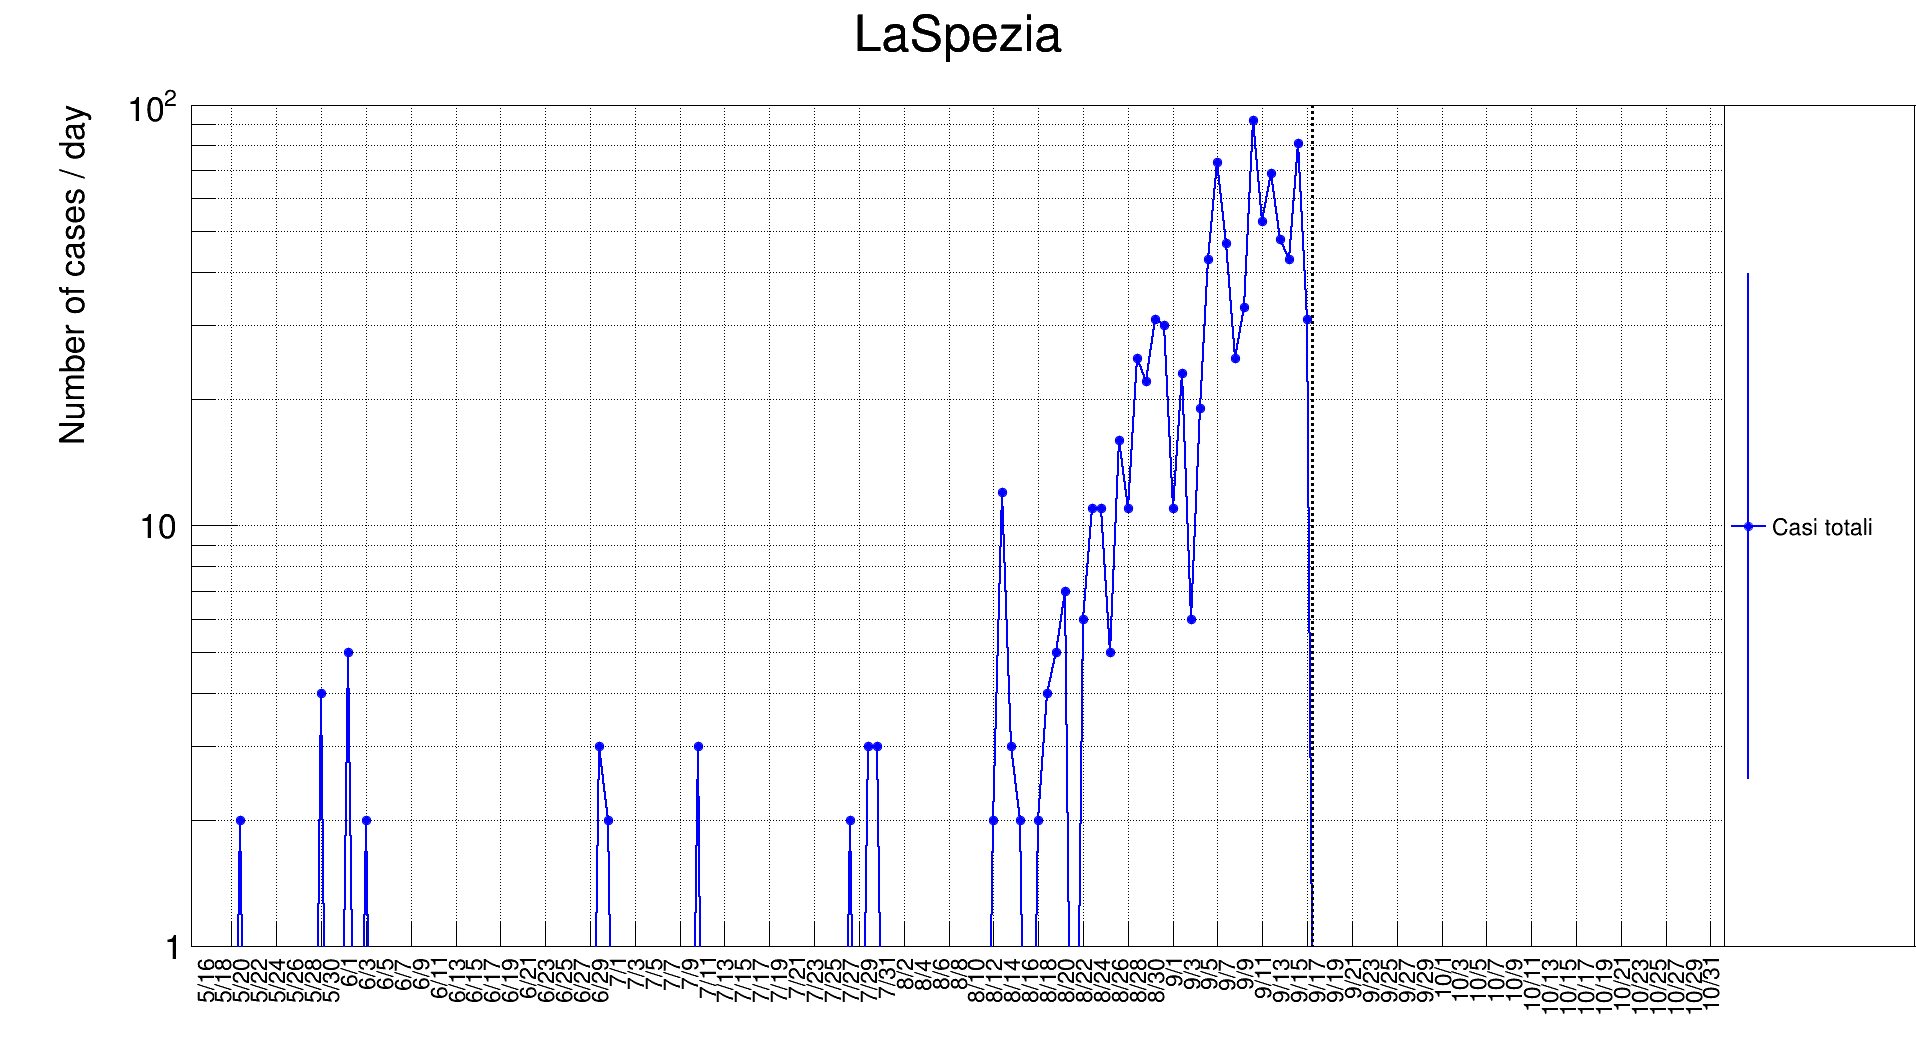 LaSpezia
Number of cases / day
10²
10
1
Casi totali
5/16 5/18 5/20 5/22 5/24 5/26 5/28 5/30 6/1 6/3 6/5 6/7 6/9 6/11 6/13 6/15 6/17 6/19 6/21 6/23 6/25 6/27 6/29 7/1 7/3 7/5 7/7 7/9 7/11 7/13 7/15 7/17 7/19 7/21 7/23 7/25 7/27 7/29 7/31 8/2 8/4 8/6 8/8 8/10 8/12 8/14 8/16 8/18 8/20 8/22 8/24 8/26 8/28 8/30 9/1 9/3 9/5 9/7 9/9 9/11 9/13 9/15 9/17 9/19 9/21 9/23 9/25 9/27 9/29 10/1 10/3 10/5 10/7 10/9 10/11 10/13 10/15 10/17 10/19 10/21 10/23 10/25 10/27 10/29 10/31